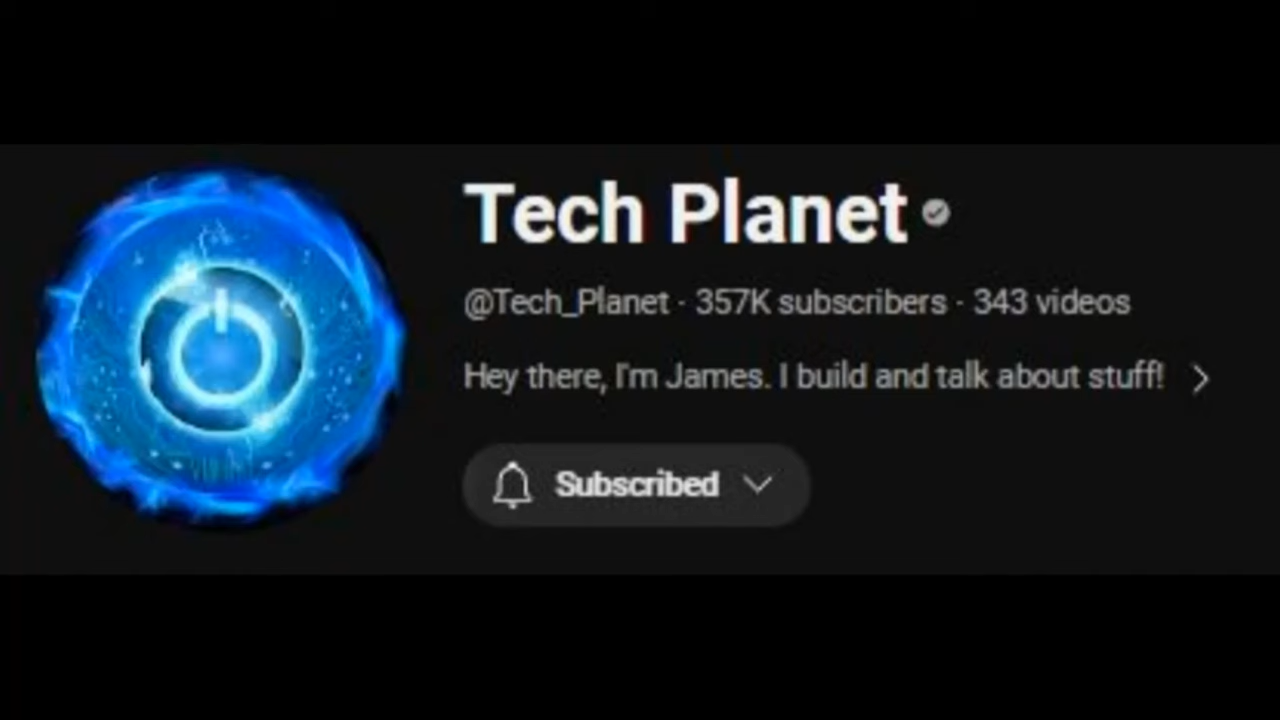 Tech Planet
@Tech_Planet · 357K subscribers · 343 videos
Hey there, I'm James. I build and talk about stuff!
Subscribed